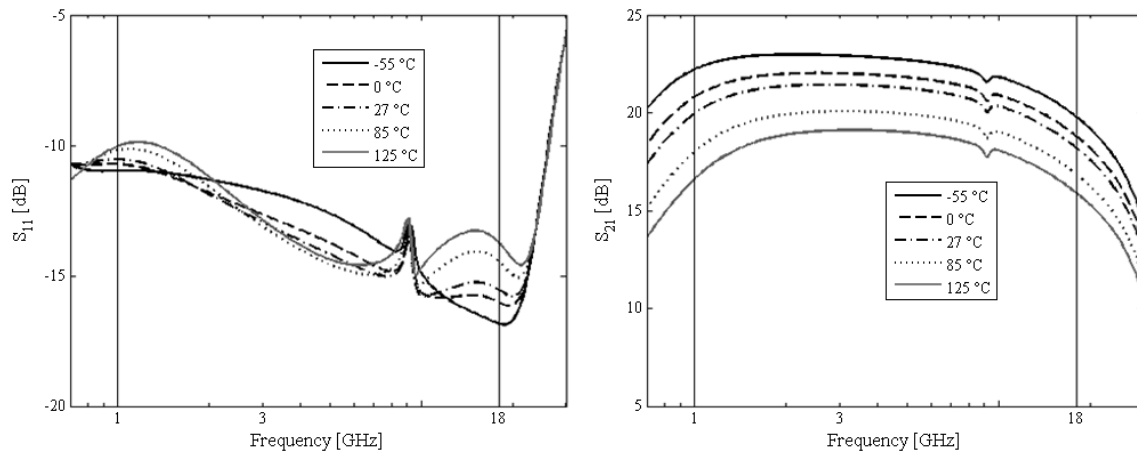 -5
-10
-15
-20
S11 [dB]
1
3
18
Frequency [GHz]
-55 °C
0 °C
27 °C
85 °C
125 °C
25
20
15
10
5
S21 [dB]
1
3
18
Frequency [GHz]
-55 °C
0 °C
27 °C
85 °C
125 °C